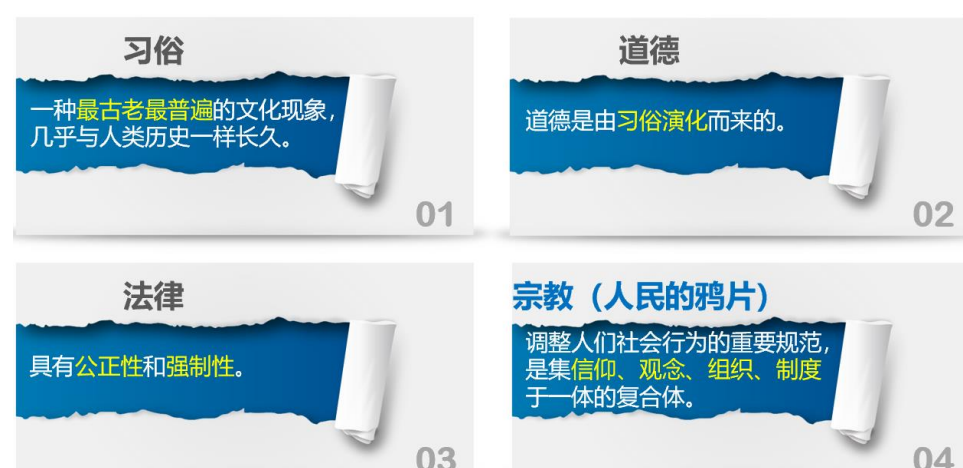 习俗
一种最古老最普遍的文化现象，
几乎与人类历史一样长久。
01
道德
道德是由习俗演化而来的。
02
法律
具有公正性和强制性。
03
宗教（人民的鸦片）
调整人们社会行为的重要规范，
是集信仰、观念、组织、制度
于一体的复合体。
04